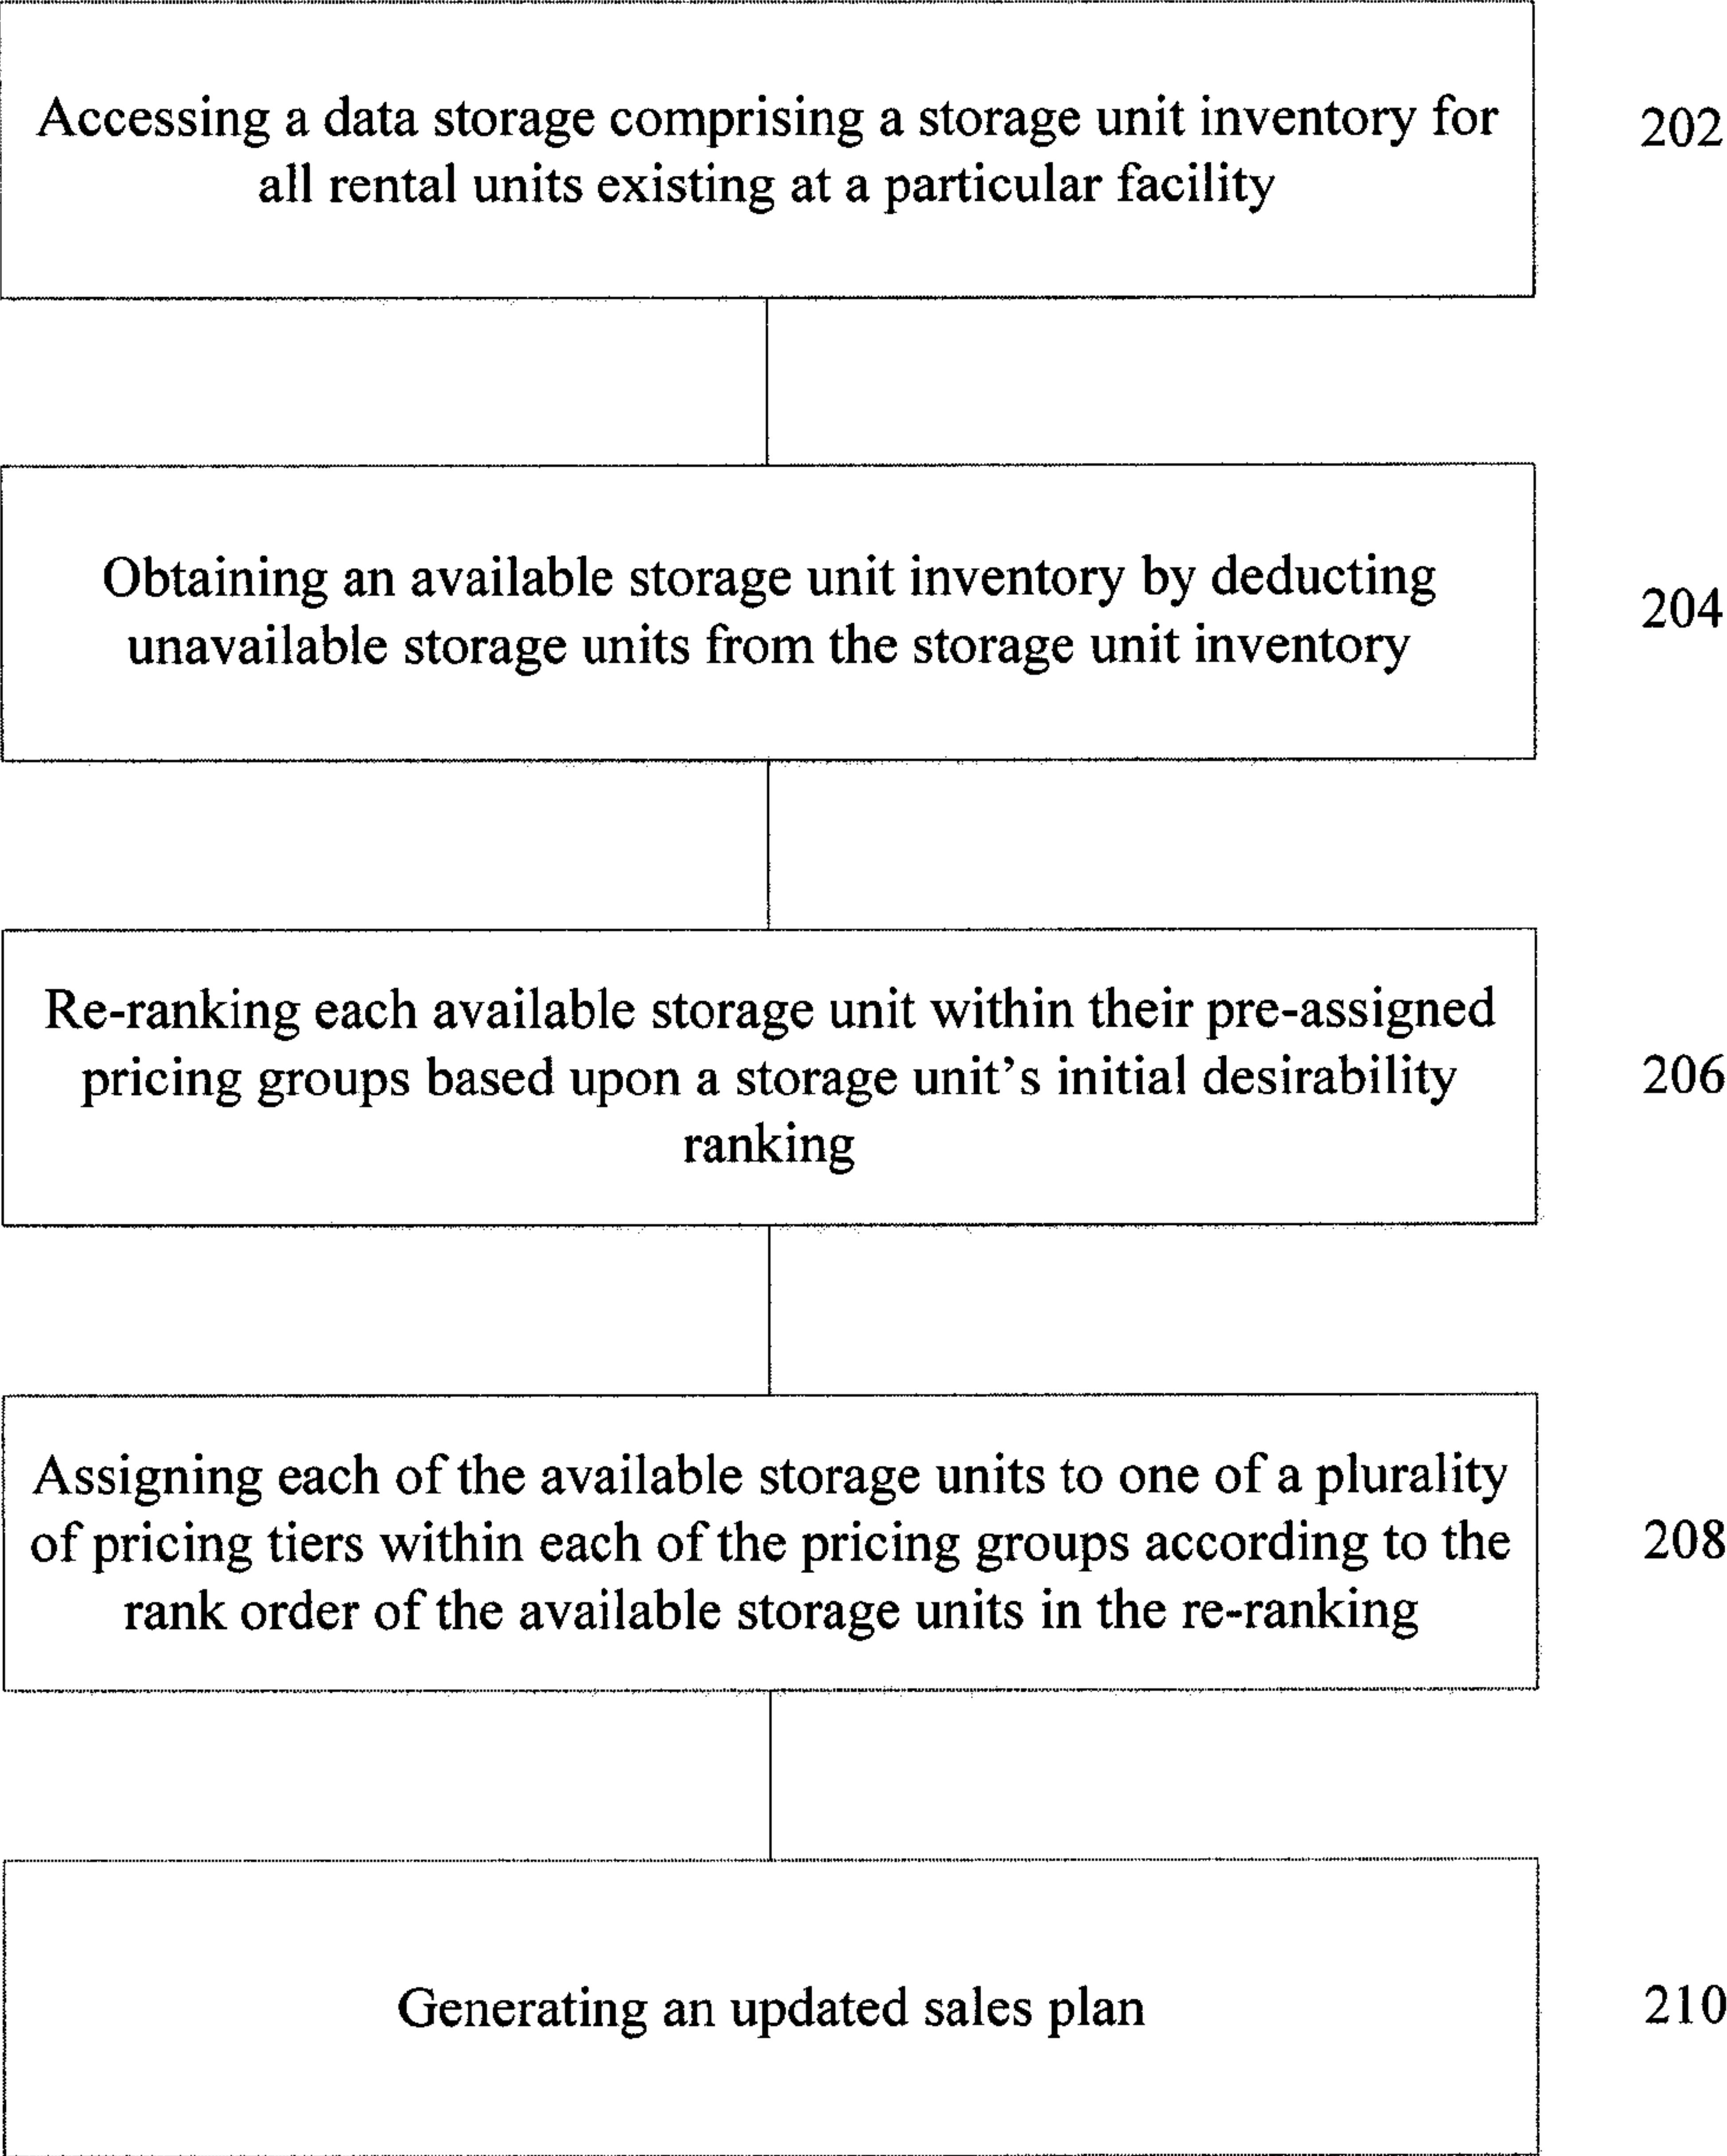 Accessing a data storage comprising a storage unit inventory for
all rental units existing at a particular facility
202
Obtaining an available storage unit inventory by deducting
unavailable storage units from the storage unit inventory
204
Re-ranking each available storage unit within their pre-assigned
pricing groups based upon a storage unit's initial desirability
ranking
206
Assigning each of the available storage units to one of a plurality
of pricing tiers within each of the pricing groups according to the
rank order of the available storage units in the re-ranking
208
Generating an updated sales plan
210